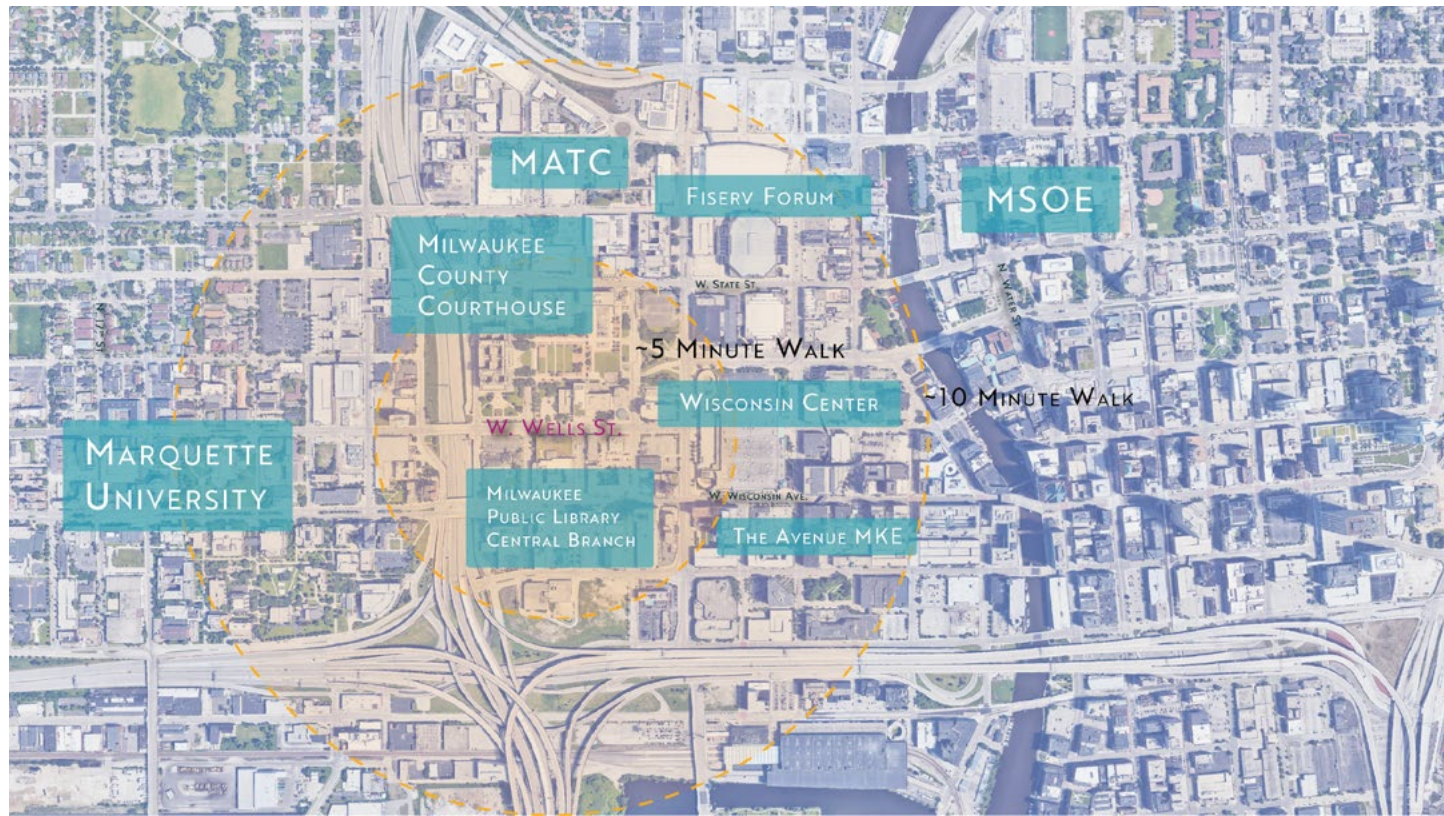 MATC
FISERV FORUM
MSOE
MILWAUKEE
COUNTY
COURTHOUSE
W. STATE ST.
N. WATER ST.
N. 17 ST.
~5 MINUTE WALK
WISCONSIN CENTER
~10 MINUTE WALK
W. WELLS ST.
MARQUETTE
UNIVERSITY
MILWAUKEE
PUBLIC LIBRARY
CENTRAL BRANCH
W. WISCONSIN AVE.
THE AVENUE MKE